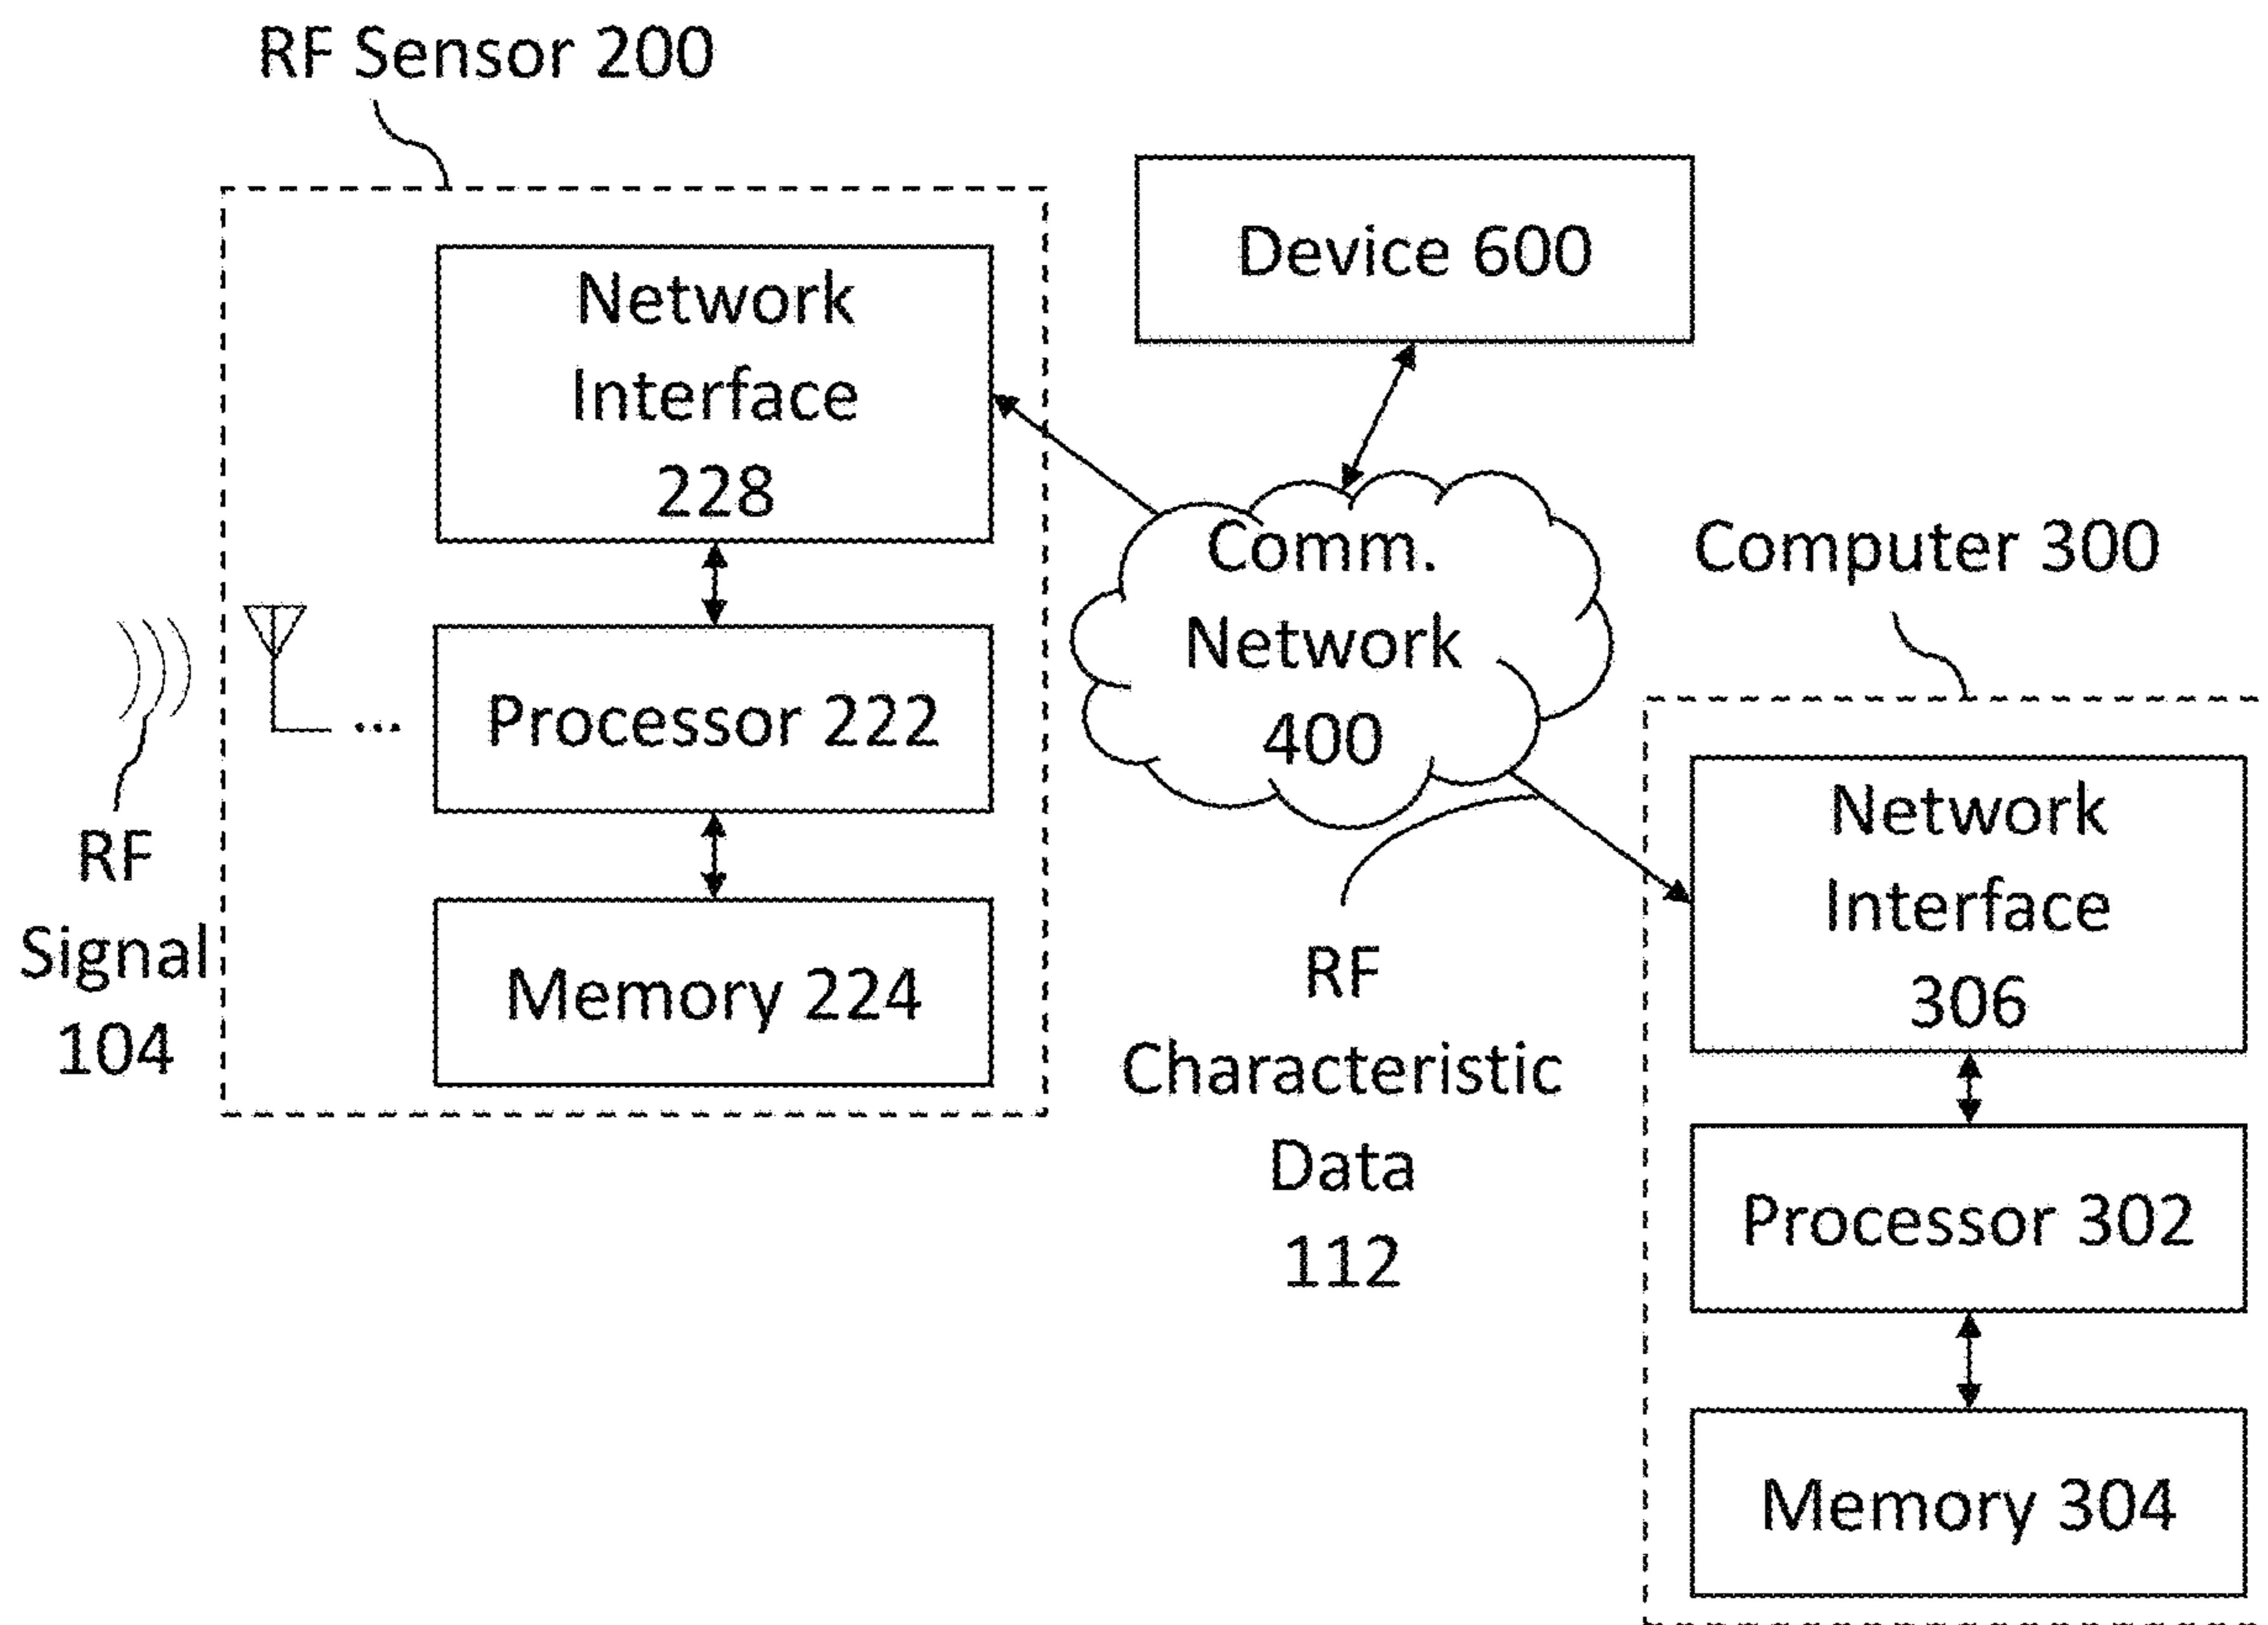 RF Sensor 200
Network
Interface
228
Processor 222
Memory 224
RF
Signal
104
Device 600
Comm.
Network
400
RF
Characteristic
Data
112
Computer 300
Network
Interface
306
Processor 302
Memory 304
...